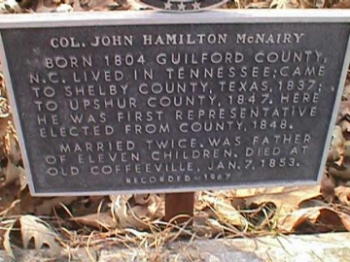 COL. JOHN HAMILTON McNAIRY
BORN 1804 GUILFORD COUNTY,
N.C. LIVED IN TENNESSEE; CAME
TO SHELBY COUNTY, TEXAS, 1837;
TO UPSHUR COUNTY, 1847. HERE
HE WAS FIRST REPRESENTATIVE
ELECTED FROM COUNTY, 1848.
MARRIED TWICE. WAS FATHER
OF ELEVEN CHILDREN. DIED AT
OLD COFFEEVILLE, JAN. 7, 1853.
RECORDED - 1967